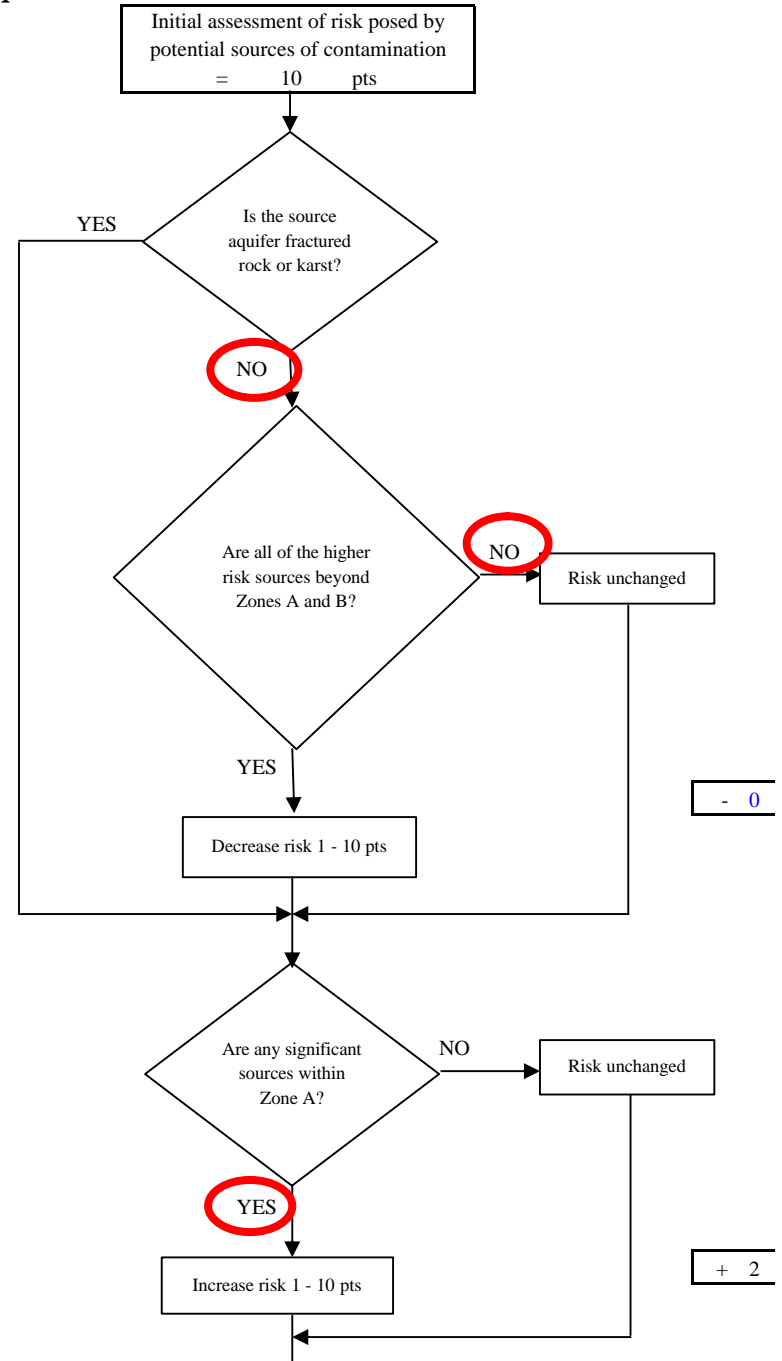 Initial assessment of risk posed by
potential sources of contamination
= 10 pts
YES
Is the source
aquifer fractured
rock or karst?
NO
Are all of the higher
risk sources beyond
Zones A and B?
NO
Risk unchanged
YES
- 0
Decrease risk 1 - 10 pts
Are any significant
sources within
Zone A?
NO
Risk unchanged
YES
+ 2
Increase risk 1 - 10 pts